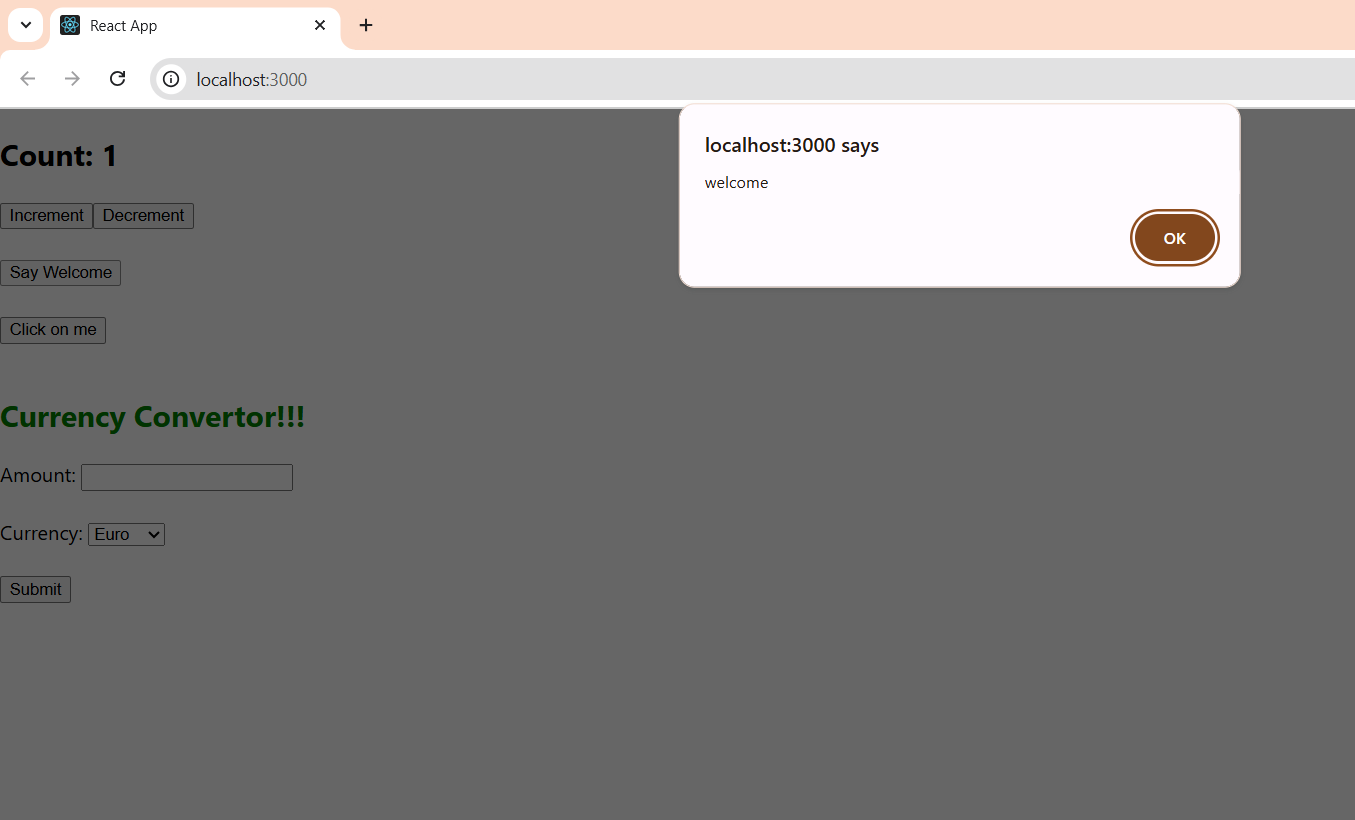 React App
localhost:3000
localhost:3000 says
welcome
OK
Count: 1
Increment Decrement
Say Welcome
Click on me
Currency Convertor!!!
Amount:
Currency: Euro
Submit